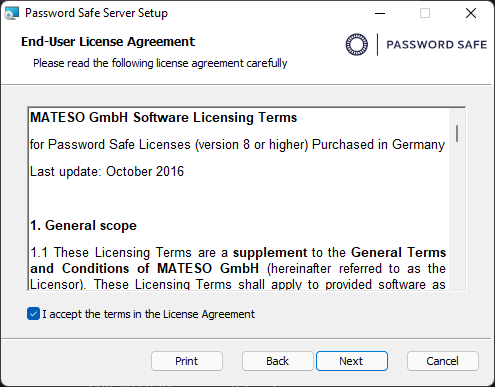 Password Safe Server Setup
End-User License Agreement
Please read the following license agreement carefully
PASSWORD SAFE
MATESO GmbH Software Licensing Terms
for Password Safe Licenses (version 8 or higher) Purchased in Germany
Last update: October 2016
1. General scope
1.1 These Licensing Terms are a supplement to the General Terms
and Conditions of MATESO GmbH (hereinafter referred to as the
Licensor). These Licensing Terms shall apply to provided software as
I accept the terms in the License Agreement
Print
Back
Next
Cancel